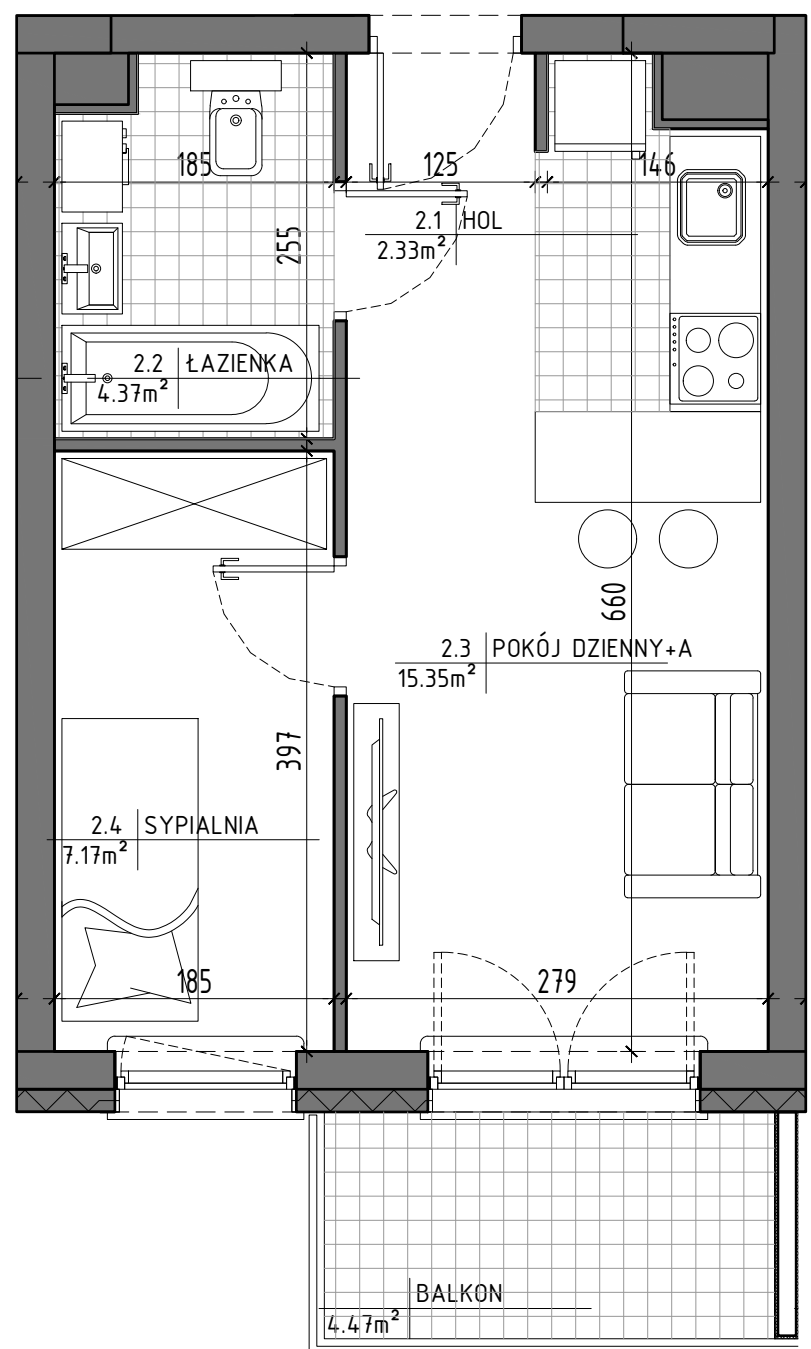 185
125
146
2.1 HOL
2.33m²
255
2.2 ŁAZIENKA
4.37m²
660
2.3 POKÓJ DZIENNY+A
15.35m²
397
2.4 SYPIALNIA
7.17m²
185
279
BALKON
4.47m²